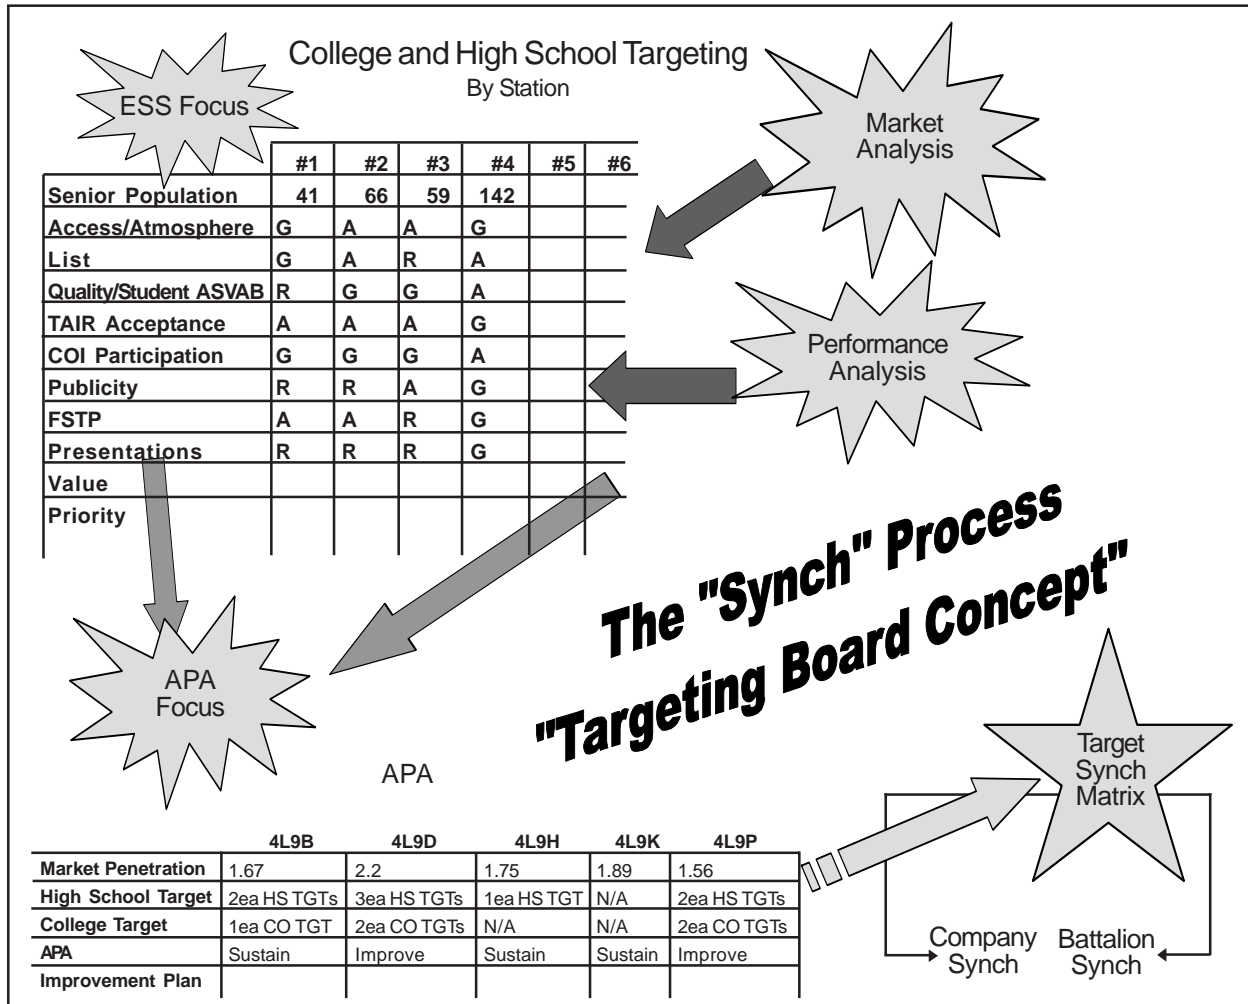 College and High School Targeting
By Station
ESS Focus
Market
Analysis
#1 #2 #3 #4 #5 #6
Senior Population 41 66 59 142
Access/Atmosphere G A A G
List G A R A
Quality/Student ASVAB R G G A
TAIR Acceptance A A A G
COI Participation G G G A
Publicity R R A G
FSTP A A R G
Presentations R R R G
Value
Priority
Performance
Analysis
The "Synch" Process
"Targeting Board Concept"
APA
Focus
Target
Synch
Matrix
APA
4L9B 4L9D 4L9H 4L9K 4L9P
Market Penetration 1.67 2.2 1.75 1.89 1.56
High School Target 2ea HS TGTs 3ea HS TGTs 1ea HS TGT N/A 2ea HS TGTs
College Target 1ea CO TGT 2ea CO TGTs N/A N/A 2ea CO TGTs
APA Sustain Improve Sustain Sustain Improve
Improvement Plan
Company
Synch
Battalion
Synch